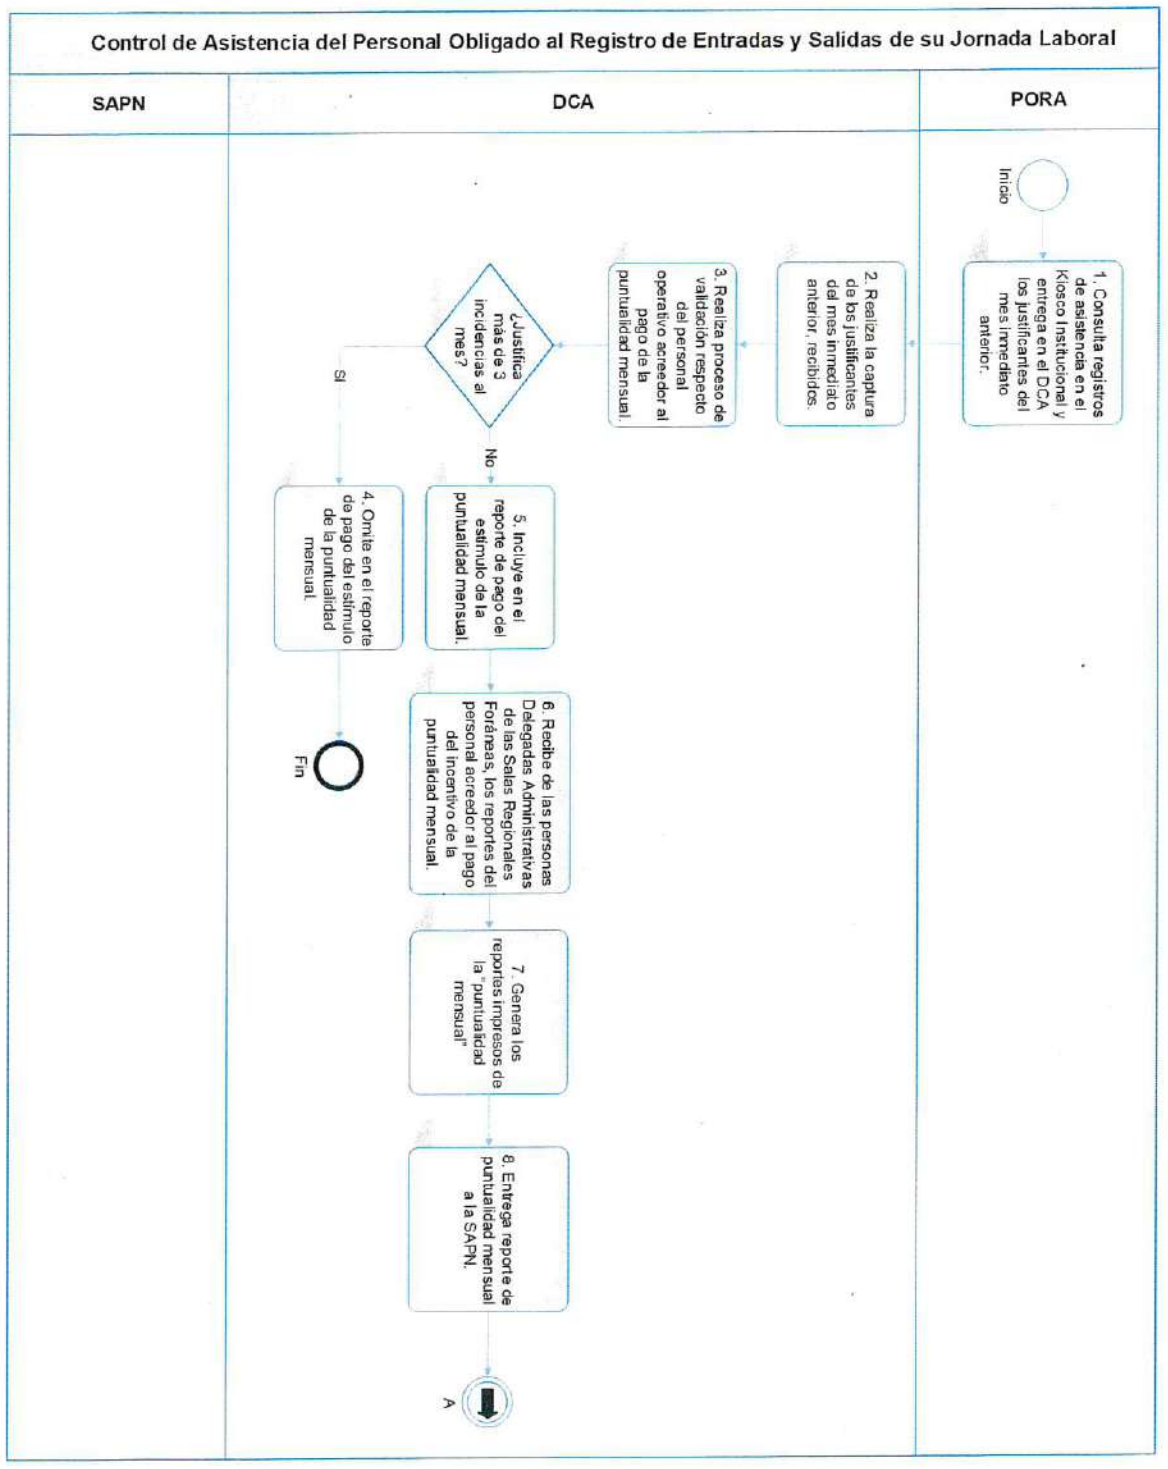 Control de Asistencia del Personal Obligado al Registro de Entradas y Salidas de su Jornada Laboral
SAPN
DCA
PORA
Inicio
1. Consulta registros
de asistencia en el
Kiosco Institucional y
entrega en el DCA
los justificantes del
mes inmediato
anterior.
2. Realiza la captura
de los justificantes
del mes inmediato
anterior, recibidos.
3. Realiza proceso de
validación respecto
del personal
operativo acreedor al
pago de la
puntualidad mensual.
¿Justifica
más de 3
incidencias al
mes?
SI
No
4. Omite en el reporte
de pago del estímulo
de la puntualidad
mensual.
Fin
5. Incluye en el
reporte de pago del
estímulo de la
puntualidad mensual.
6. Recibe de las personas
Delegadas Administrativas
de las Salas Regionales
Foráneas, los reportes del
personal acreedor al pago
del incentivo de la
puntualidad mensual.
7. Genera los
reportes impresos de
la "puntualidad
mensual"
8. Entrega reporte de
puntualidad mensual
a la SAPN.
A